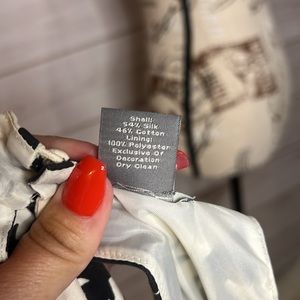 Shell:
54% Silk
46% Cotton
Lining:
100% Polyester
Exclusive Of
Decoration
Dry Clean